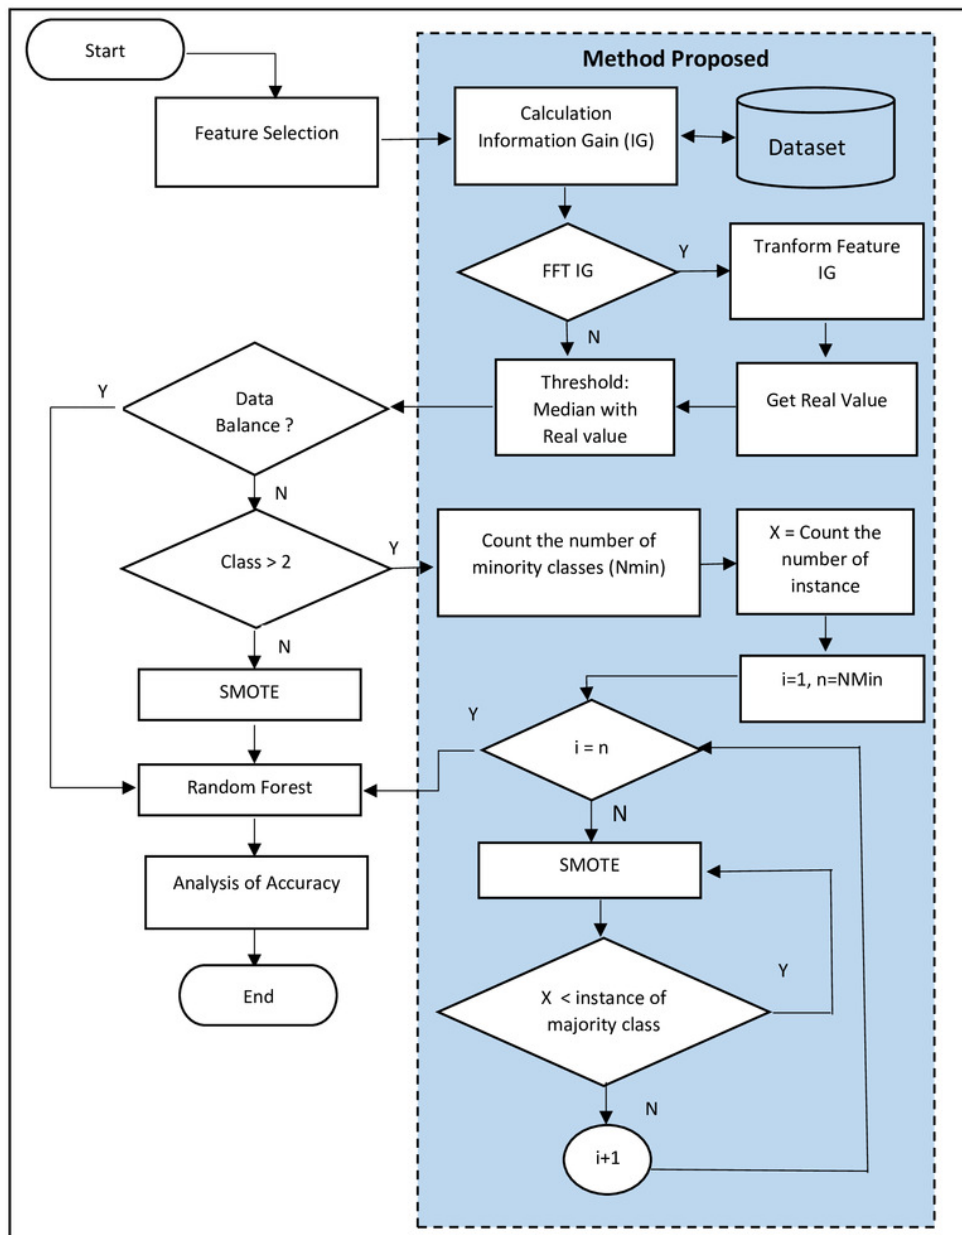 Start
Method Proposed
Feature Selection
Calculation
Information Gain (IG)
Dataset
FFT IG
Y
Tranform Feature
IG
N
Y
Data
Balance ?
Threshold:
Median with
Real value
Get Real Value
N
Class > 2
Y
Count the number of
minority classes (Nmin)
X = Count the
number of
instance
N
SMOTE
i=1, n=NMin
Y
i = n
Random Forest
N
SMOTE
Analysis of Accuracy
Y
End
X < instance of
majority class
N
i+1